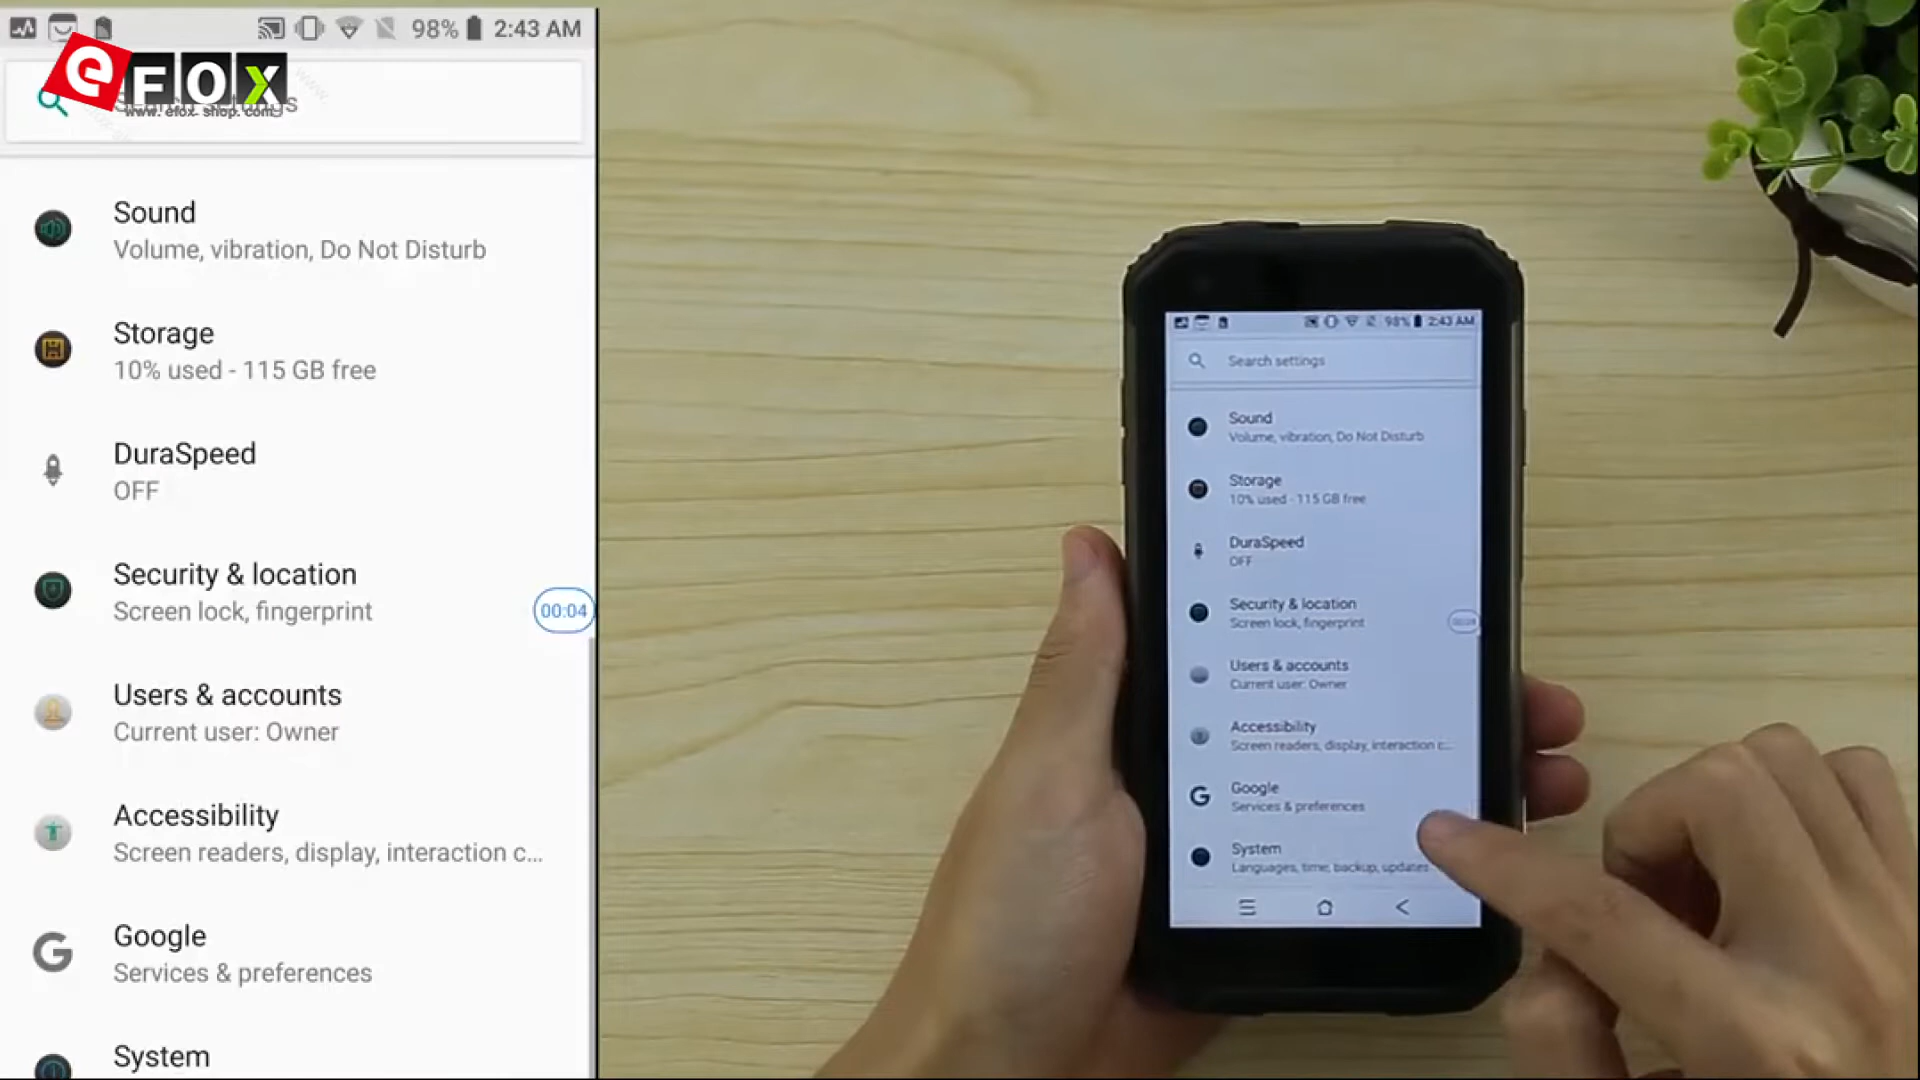 98% 2:43 AM
eFOX
www. efox- shop. com
Sound
Volume, vibration, Do Not Disturb
Storage
10% used - 115 GB free
DuraSpeed
OFF
Security & location
Screen lock, fingerprint
00:04
Users & accounts
Current user: Owner
Accessibility
Screen readers, display, interaction c...
Google
Services & preferences
System
98% 2:43 AM
Search settings
Sound
Volume, vibration, Do Not Disturb
Storage
10% used - 115 GB free
DuraSpeed
OFF
Security & location
Screen lock, fingerprint
Users & accounts
Current user: Owner
Accessibility
Screen readers, display, interaction c...
Google
Services & preferences
System
Languages, time, backup, updates